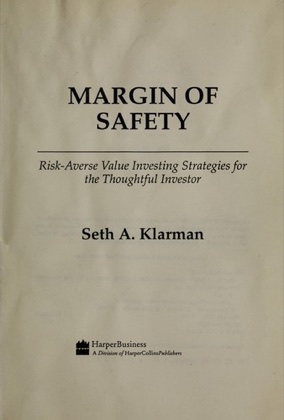 MARGIN OF
SAFETY
Risk-Averse Value Investing Strategies for
the Thoughtful Investor
Seth A. Klarman
HarperBusiness
A Division of HarperCollinsPublishers